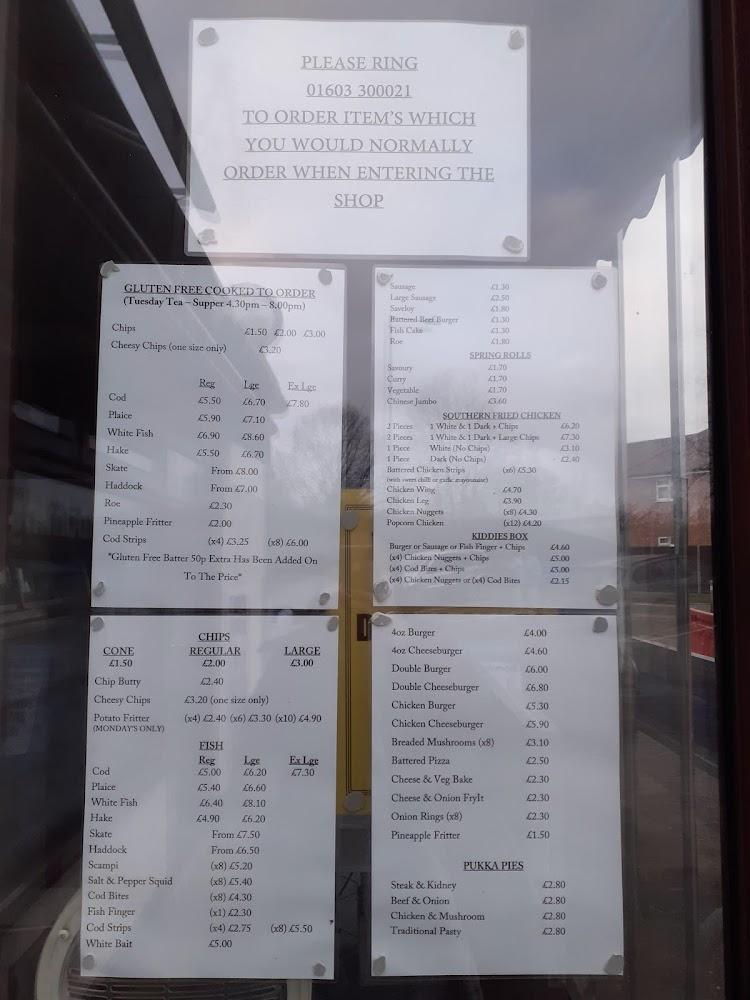 PLEASE RING
01603 300021
TO ORDER ITEM'S WHICH
YOU WOULD NORMALLY
ORDER WHEN ENTERING THE
SHOP
GLUTEN FREE COOKED TO ORDER
(Tuesday Tea – Supper 4.30pm – 8.00pm)
Chips £1.50 £2.00 £3.00
Cheesy Chips (one size only) £3.20
Reg Lge Ex Lge
Cod £5.50 £6.70 £7.80
Plaice £5.90 £7.10
White Fish £6.90 £8.60
Hake £5.50 £6.70
Skate From £8.00
Haddock From £7.00
Roe £2.30
Pineapple Fritter £2.00
Cod Strips (x4) £3.25 (x8) £6.00
"Gluten Free Batter 50p Extra Has Been Added On
To The Price"
Sausage £1.30
Large Sausage £2.50
Saveloy £1.80
Battered Beef Burger £1.30
Fish Cake £1.30
Roe £1.80
SPRING ROLLS
Savoury £1.70
Curry £1.70
Vegetable £1.70
Chinese Jumbo £3.60
SOUTHERN FRIED CHICKEN
2 Pieces 1 White & 1 Dark + Chips £6.20
2 Pieces 1 White & 1 Dark + Large Chips £7.30
1 Piece White (No Chips) £3.10
1 Piece Dark (No Chips) £2.40
Battered Chicken Strips (x6) £5.30
(with sweet chilli or garlic mayonnaise)
Chicken Wing £4.70
Chicken Leg £3.90
Chicken Nuggets (x8) £4.30
Popcorn Chicken (x12) £4.20
KIDDIES BOX
Burger or Sausage or Fish Finger + Chips £4.60
(x4) Chicken Nuggets + Chips £5.00
(x4) Cod Bites + Chips £5.00
(x4) Chicken Nuggets or (x4) Cod Bites £2.15
CHIPS
CONE REGULAR LARGE
£1.50 £2.00 £3.00
Chip Butty £2.40
Cheesy Chips £3.20 (one size only)
Potato Fritter (x4) £2.40 (x6) £3.30 (x10) £4.90
(MONDAY'S ONLY)
FISH
Reg Lge Ex Lge
Cod £5.00 £6.20 £7.30
Plaice £5.40 £6.60
White Fish £6.40 £8.10
Hake £4.90 £6.20
Skate From £7.50
Haddock From £6.50
Scampi (x8) £5.20
Salt & Pepper Squid (x8) £5.40
Cod Bites (x8) £4.30
Fish Finger (x1) £2.30
Cod Strips (x4) £2.75 (x8) £5.50
White Bait £5.00
4oz Burger £4.00
4oz Cheeseburger £4.60
Double Burger £6.00
Double Cheeseburger £6.80
Chicken Burger £5.30
Chicken Cheeseburger £5.90
Breaded Mushrooms (x8) £3.10
Battered Pizza £2.50
Cheese & Veg Bake £2.30
Cheese & Onion FryIt £2.30
Onion Rings (x8) £2.30
Pineapple Fritter £1.50
PUKKA PIES
Steak & Kidney £2.80
Beef & Onion £2.80
Chicken & Mushroom £2.80
Traditional Pasty £2.80